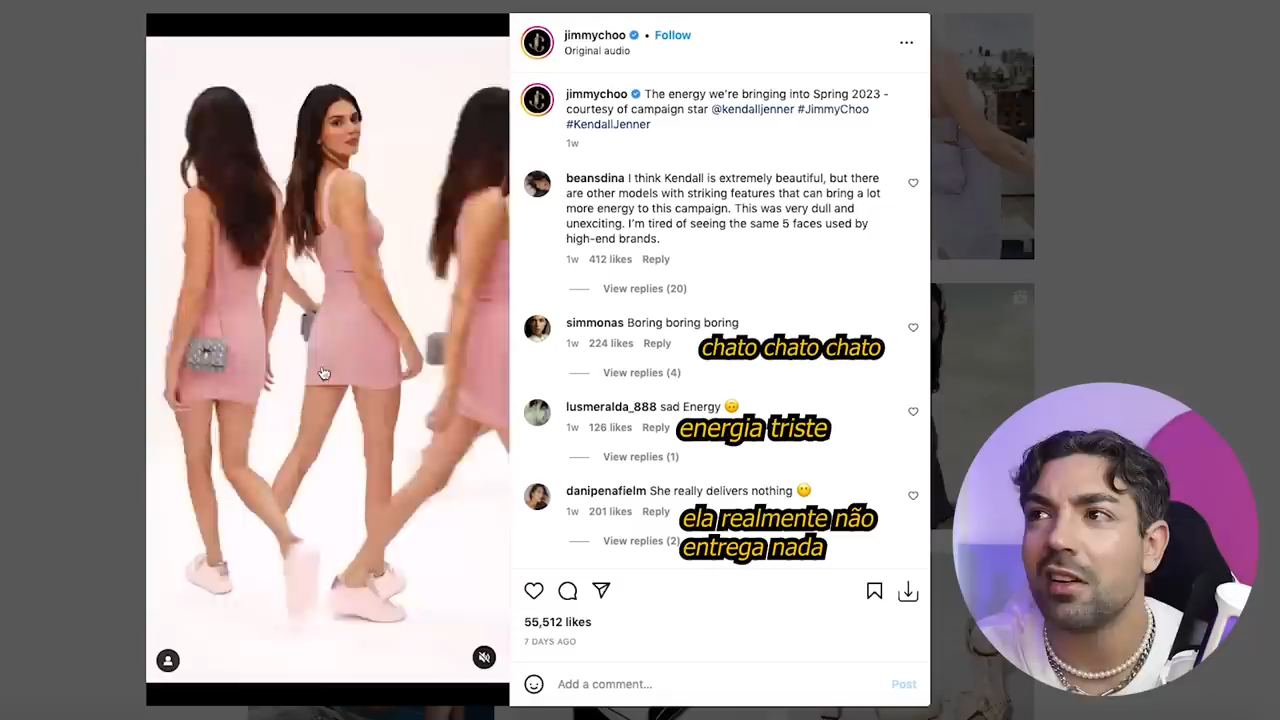 jimmychoo • Follow
Original audio
jimmychoo The energy we're bringing into Spring 2023 -
courtesy of campaign star @kendalljenner #JimmyChoo
#KendallJenner
1w
beansdina I think Kendall is extremely beautiful, but there
are other models with striking features that can bring a lot
more energy to this campaign. This was very dull and
unexciting. I'm tired of seeing the same 5 faces used by
high-end brands.
1w 412 likes Reply
View replies (20)
simmonas Boring boring boring
1w 224 likes Reply
chato chato chato
View replies (4)
lusmeralda_888 sad Energy 🙃
1w 126 likes Reply
energia triste
View replies (1)
danipenafielm She really delivers nothing 😶
1w 201 likes Reply
ela realmente não
entrega nada
View replies (2)
55,512 likes
7 DAYS AGO
Add a comment... Post